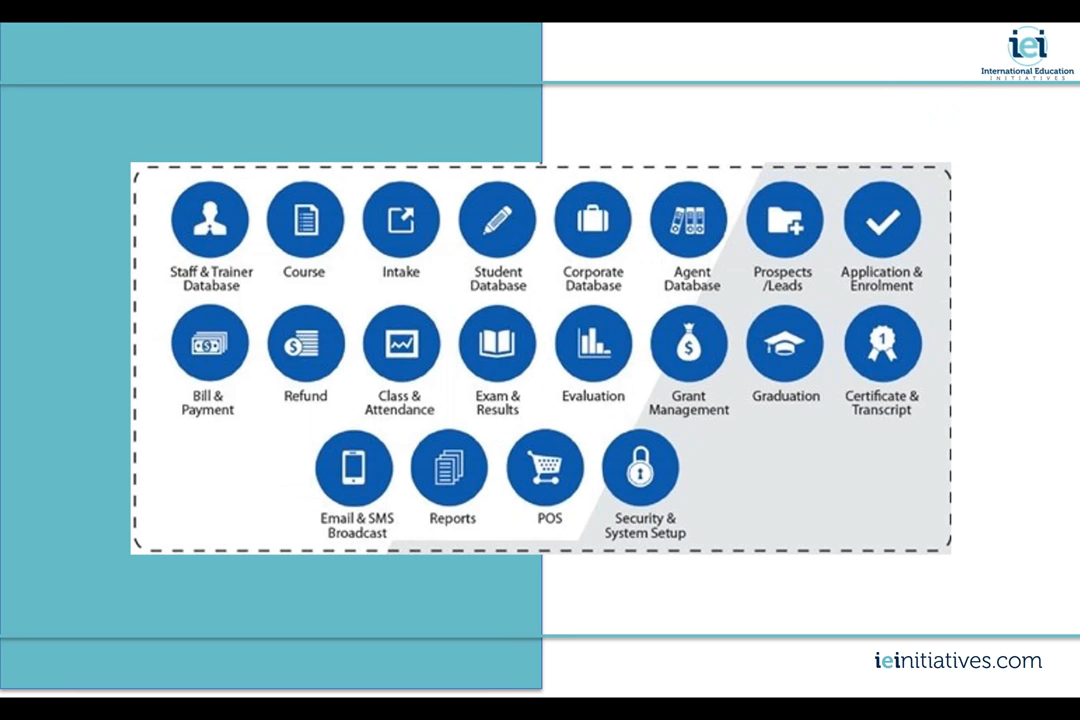 iei
International Education
INITIATIVES
Staff & Trainer
Database
Course
Intake
Student
Database
Corporate
Database
Agent
Database
Prospects
/Leads
Application &
Enrolment
Bill &
Payment
Refund
Class &
Attendance
Exam &
Results
Evaluation
$
Grant
Management
Graduation
1
Certificate &
Transcript
Email & SMS
Broadcast
Reports
POS
Security &
System Setup
ieinitiatives.com